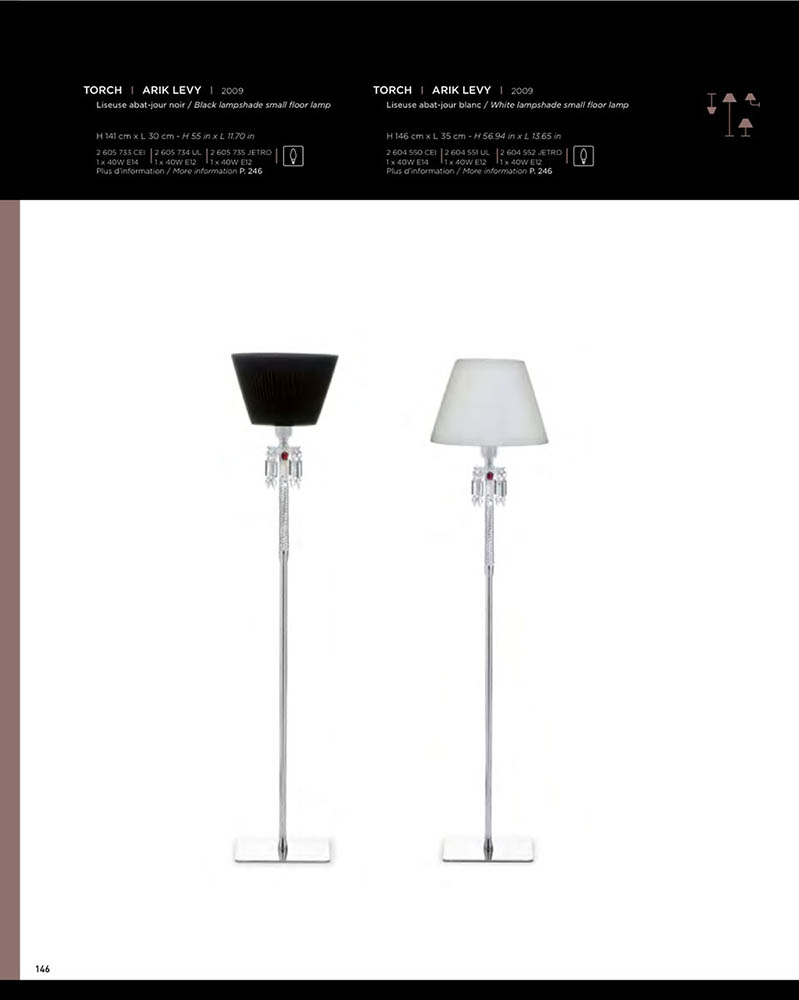 TORCH | ARIK LEVY | 2009
Liseuse abat-jour noir / Black lampshade small floor lamp
H 141 cm x L 30 cm - H 55 in x L 11.70 in
2 605 733 CEI | 2 605 734 UL | 2 605 735 JETRO |
1 x 40W E14 | 1 x 40W E12 | 1 x 40W E12
Plus d'information / More information P. 246
TORCH | ARIK LEVY | 2009
Liseuse abat-jour blanc / White lampshade small floor lamp
H 146 cm x L 35 cm - H 56.94 in x L 13.65 in
2 604 550 CEI | 2 604 551 UL | 2 604 552 JETRO |
1 x 40W E14 | 1 x 40W E12 | 1 x 40W E12
Plus d'information / More information P. 246
146